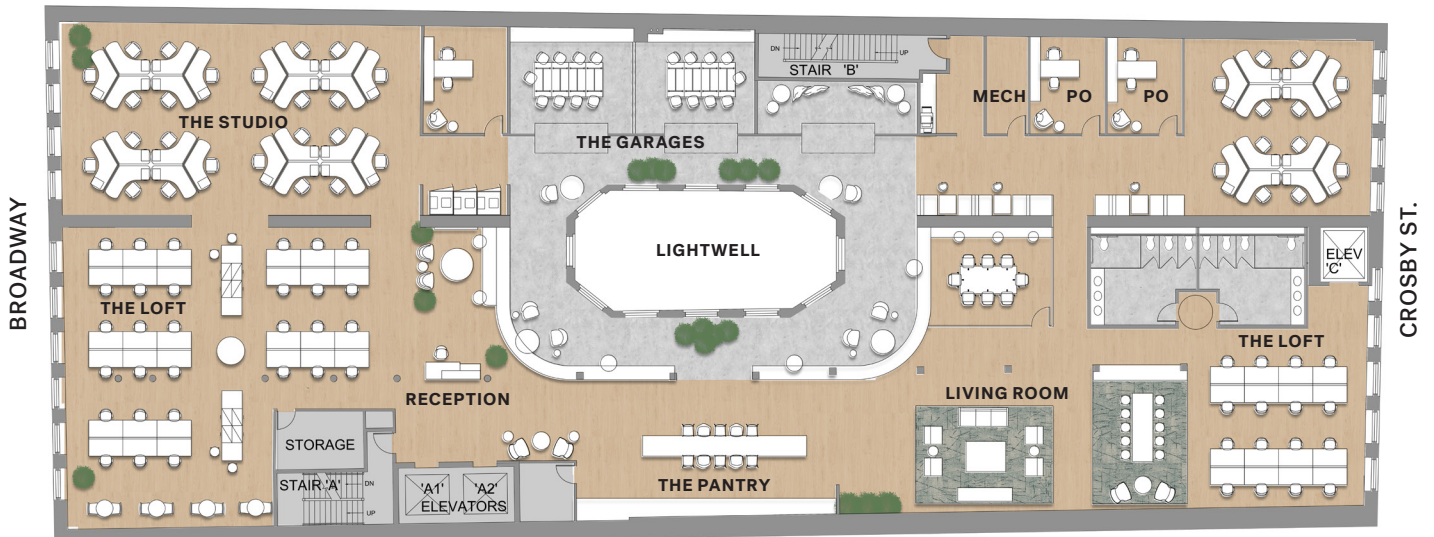 DN
UP
STAIR 'B'
MECH
PO
PO
THE STUDIO
THE GARAGES
BROADWAY
LIGHTWELL
ELEV
'C'
CROSBY ST.
THE LOFT
THE LOFT
RECEPTION
LIVING ROOM
STORAGE
STAIR 'A'
DN
UP
'A1'
'A2'
ELEVATORS
THE PANTRY